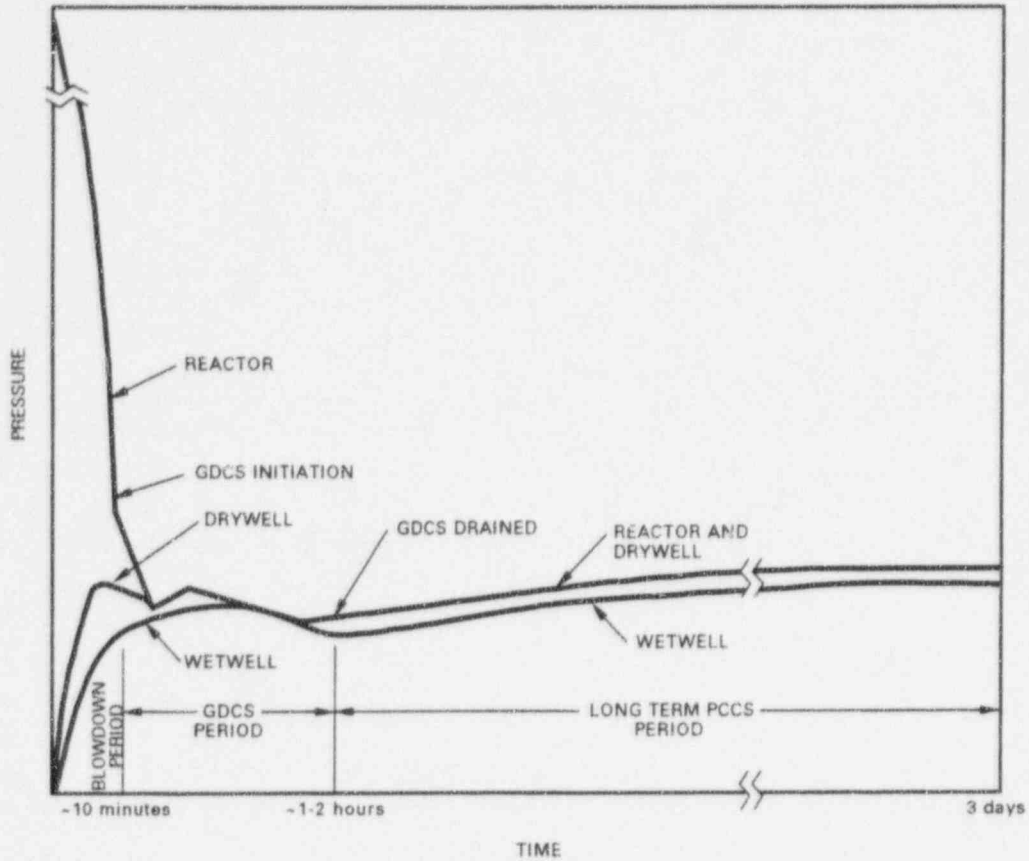 PRESSURE
REACTOR
GDCS INITIATION
DRYWELL
GDCS DRAINED
REACTOR AND
DRYWELL
WETWELL
WETWELL
BLOWDOWN
PERIOD
GDCS
PERIOD
LONG TERM PCCS
PERIOD
~10 minutes
~1-2 hours
3 days
TIME